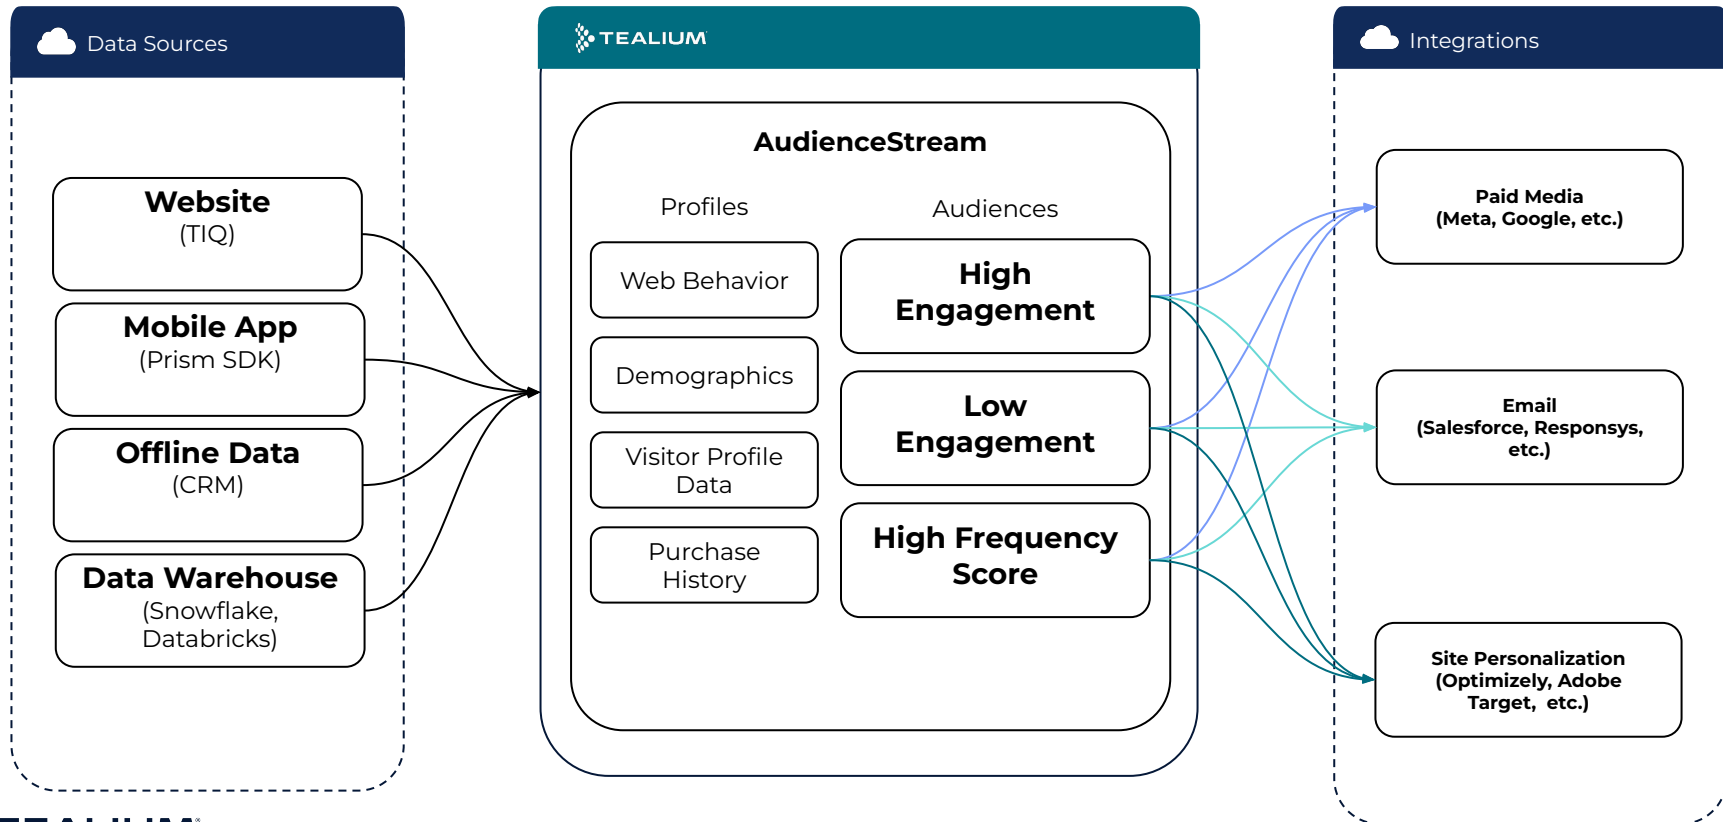 Data Sources
Website
(TIQ)
Mobile App
(Prism SDK)
Offline Data
(CRM)
Data Warehouse
(Snowflake,
Databricks)
TEALIUM
AudienceStream
Profiles
Web Behavior
Demographics
Visitor Profile
Data
Purchase
History
Audiences
High
Engagement
Low
Engagement
High Frequency
Score
Integrations
Paid Media
(Meta, Google, etc.)
Email
(Salesforce, Responsys,
etc.)
Site Personalization
(Optimizely, Adobe
Target, etc.)
TEALIUM